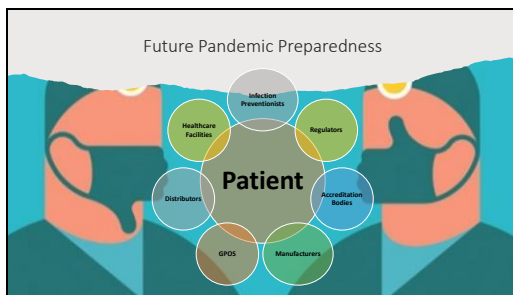 Future Pandemic Preparedness
Infection
Preventionists
Healthcare
Facilities
Regulators
Patient
Distributors
Accreditation
Bodies
GPOS
Manufacturers